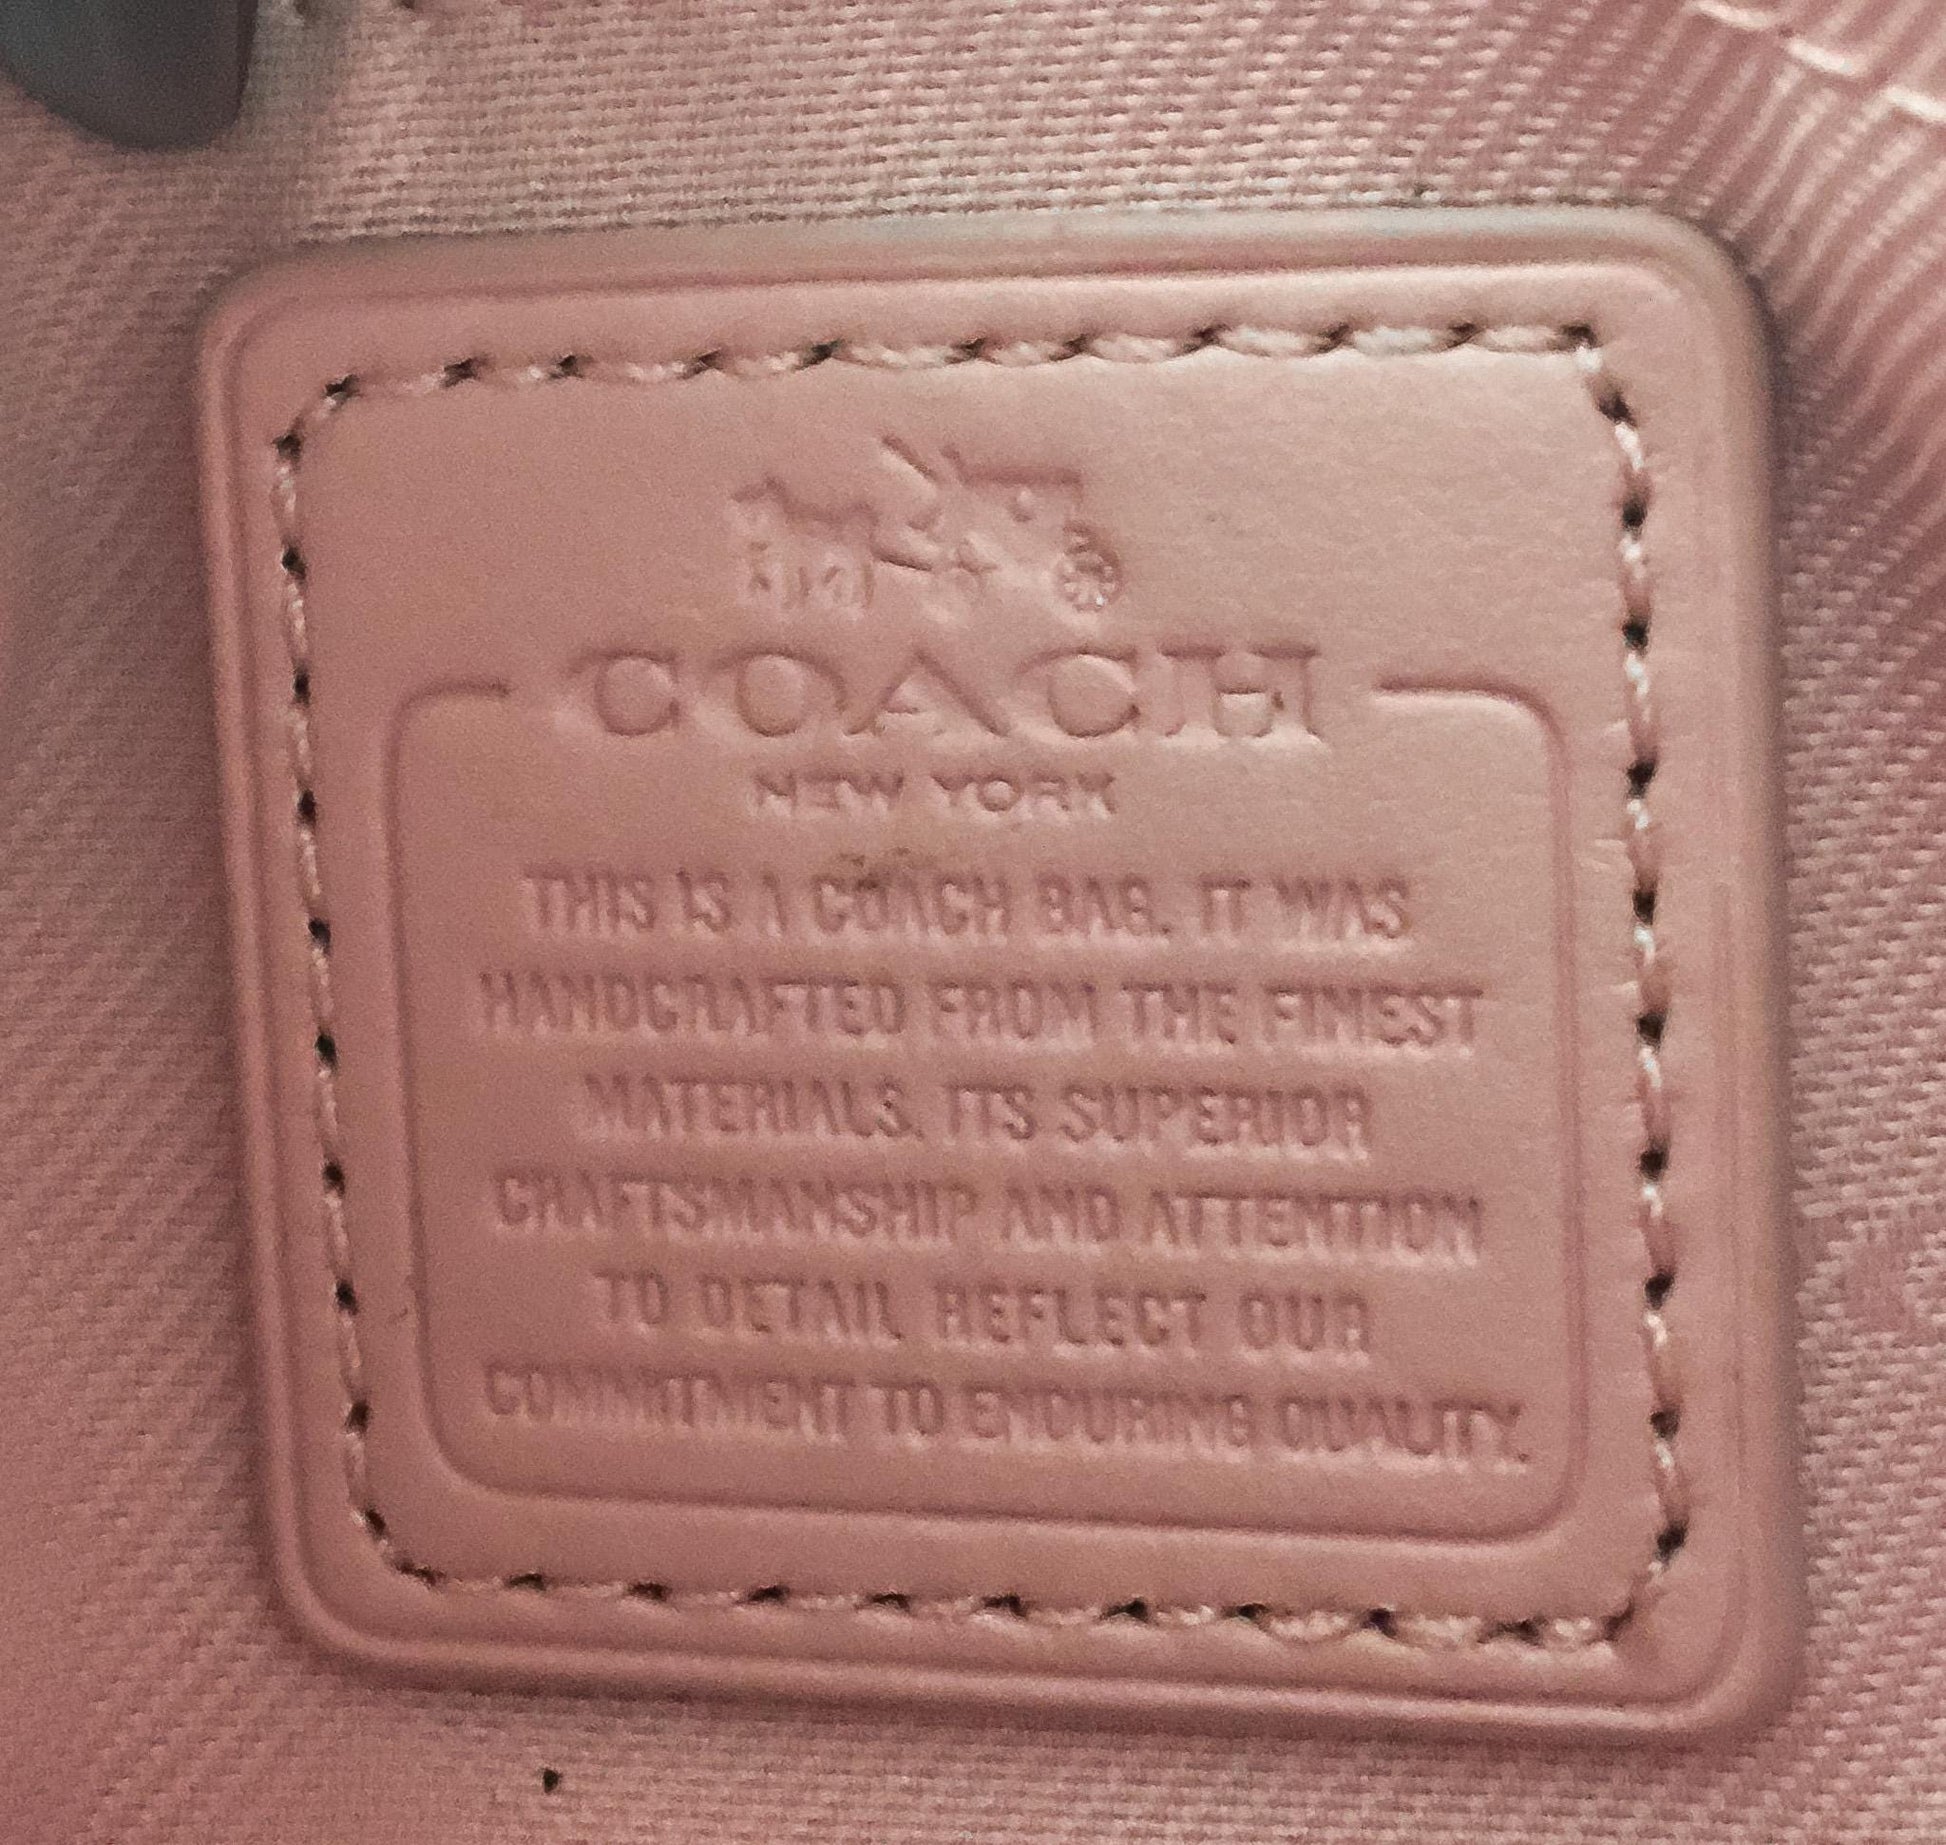 COACH
NEW YORK
THIS IS A COACH BAG. IT WAS
HANDCRAFTED FROM THE FINEST
MATERIALS. ITS SUPERIOR
CRAFTSMANSHIP AND ATTENTION
TO DETAIL REFLECT OUR
COMMITMENT TO ENDURING QUALITY.